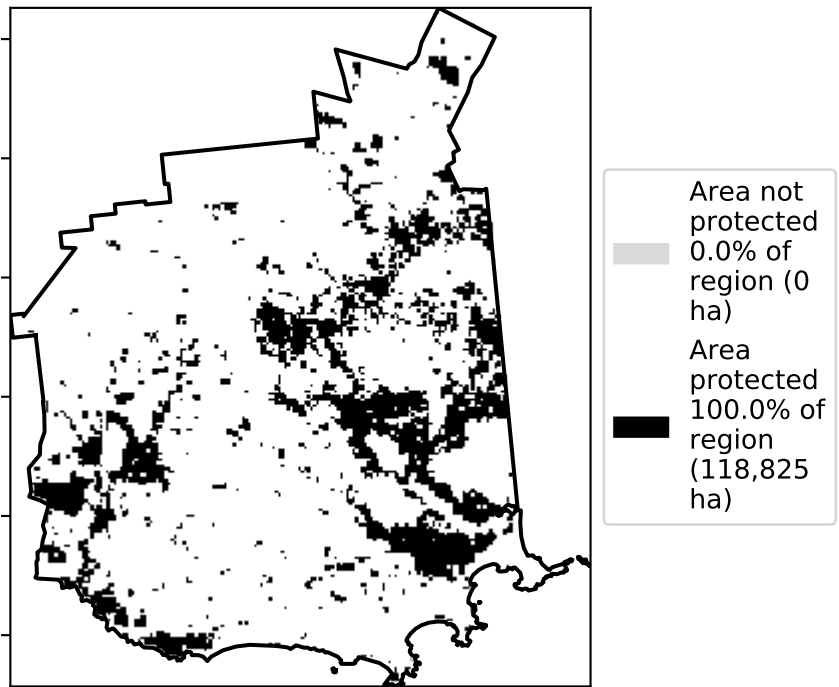 Area not
protected
0.0% of
region (0
ha)
Area
protected
100.0% of
region
(118,825
ha)